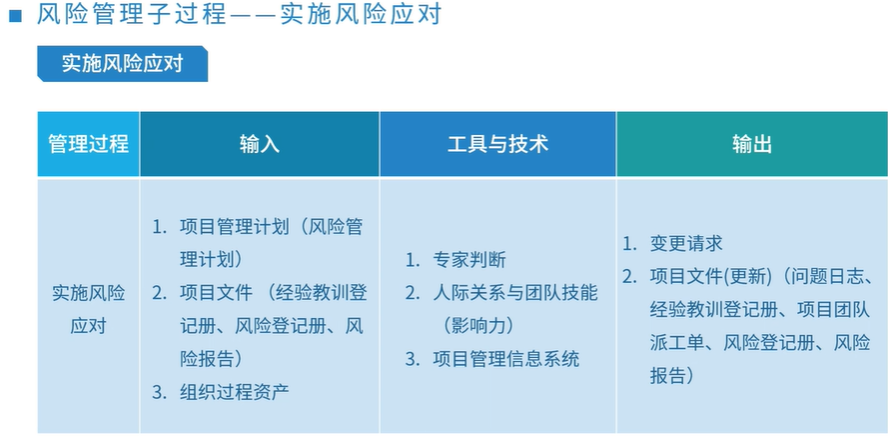 风险管理子过程——实施风险应对
实施风险应对
管理过程
输入
工具与技术
输出
实施风险
应对
1. 项目管理计划（风险管
理计划）
2. 项目文件 （经验教训登
记册、风险登记册、风
险报告）
3. 组织过程资产
1. 专家判断
2. 人际关系与团队技能
（影响力）
3. 项目管理信息系统
1. 变更请求
2. 项目文件(更新)（问题日志、
经验教训登记册、项目团队
派工单、风险登记册、风险
报告）